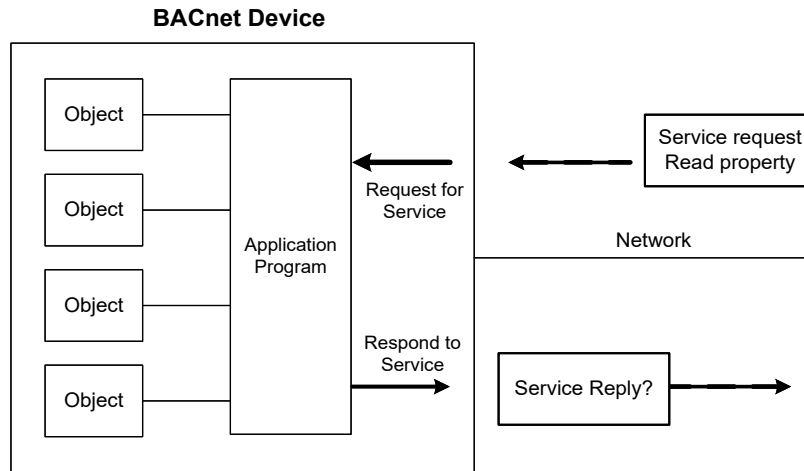 BACnet Device
Object
Object
Object
Object
Application
Program
Request for
Service
Respond to
Service
Service request
Read property
Network
Service Reply?